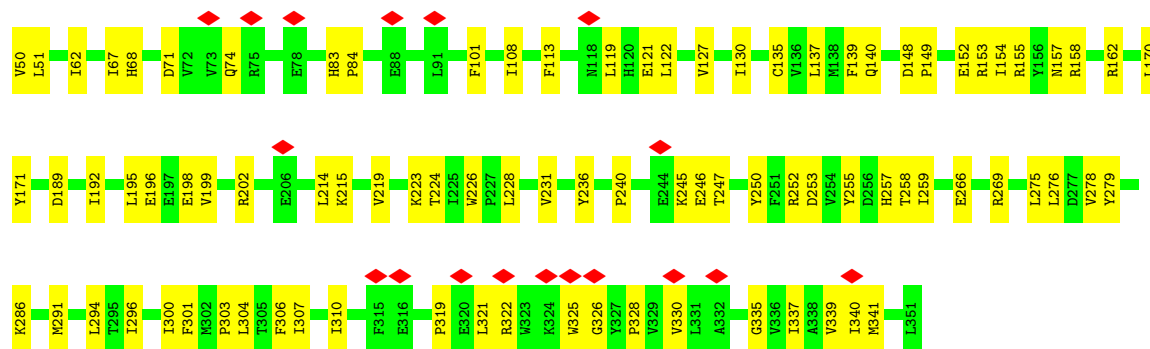 V50 L51 I62 I67 H68 D71 V72 V73 Q74 R75 E78 H83 P84 E88 L91 F101 I108 F113 N118 L119 H120 E121 L122 V127 I130 C135 V136 L137 M138 F139 Q140 D148 P149 E152 R153 I154 R155 Y156 N157 R158 R162 L170
Y171 D189 I192 L195 E196 E197 E198 V199 R202 E206 L214 K215 V219 K223 T224 I225 W226 P227 L228 V231 Y236 P240 E244 K245 E246 T247 Y250 F251 R252 D253 V254 Y255 D256 H257 T258 I259 E266 R269 L275 L276 D277 V278 Y279
K286 M291 L294 T295 I296 I300 F301 M302 P303 L304 T305 F306 I307 I310 F315 E316 P319 E320 L321 R322 W323 K324 W325 G326 Y327 P328 V329 V330 L331 A332 G335 V336 I337 A338 V339 I340 M341 L351